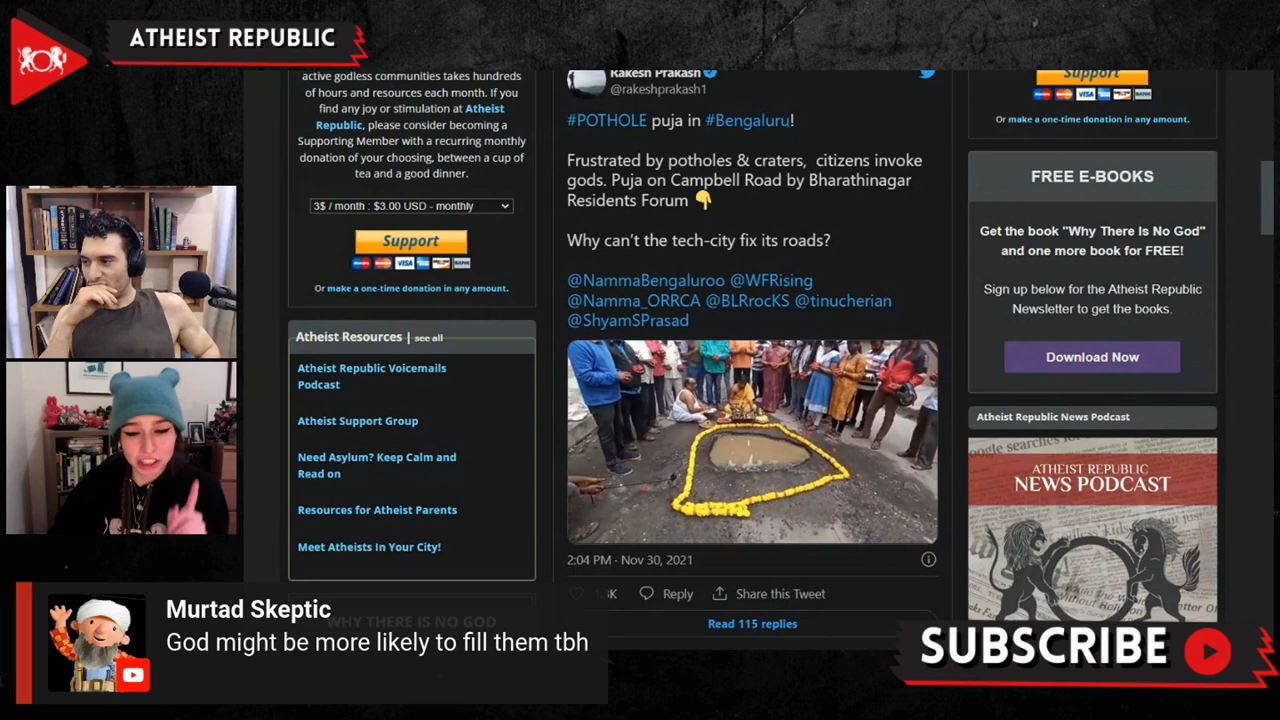 ATHEIST REPUBLIC
active godless communities takes hundreds
of hours and resources each month. If you
find any joy or stimulation at Atheist
Republic, please consider becoming a
Supporting Member with a recurring monthly
donation of your choosing, between a cup of
tea and a good dinner.
3$ / month : $3.00 USD - monthly
Support
VISA
BANK
Or make a one-time donation in any amount.
Atheist Resources | see all
Atheist Republic Voicemails
Podcast
Atheist Support Group
Need Asylum? Keep Calm and
Read on
Resources for Atheist Parents
Meet Atheists In Your City!
WHY THERE IS NO GOD
Rakesh Prakash
@rakeshprakash1
#POTHOLE puja in #Bengaluru!
Frustrated by potholes & craters, citizens invoke
gods. Puja on Campbell Road by Bharathinagar
Residents Forum 👇
Why can't the tech-city fix its roads?
@NammaBengaluroo @WFRising
@Namma_ORRCA @BLRrocKS @tinucherian
@ShyamSPrasad
2:04 PM · Nov 30, 2021
Reply
Share this Tweet
Read 115 replies
Support
VISA
BANK
Or make a one-time donation in any amount.
FREE E-BOOKS
Get the book "Why There Is No God"
and one more book for FREE!
Sign up below for the Atheist Republic
Newsletter to get the books.
Download Now
Atheist Republic News Podcast
ATHEIST REPUBLIC
NEWS PODCAST
Murtad Skeptic
God might be more likely to fill them tbh
SUBSCRIBE